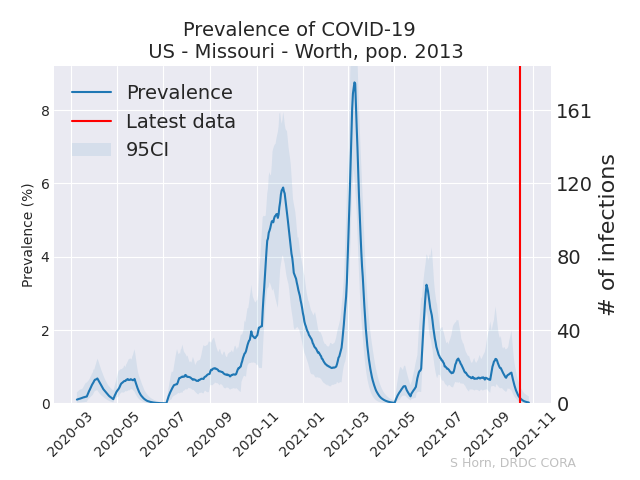 Prevalence of COVID-19
US - Missouri - Worth, pop. 2013
Prevalence
Latest data
95CI
Prevalence (%)
8
6
4
2
0
161
120
80
40
0
# of infections
2020-03
2020-05
2020-07
2020-09
2020-11
2021-01
2021-03
2021-05
2021-07
2021-09
2021-11
S Horn, DRDC CORA